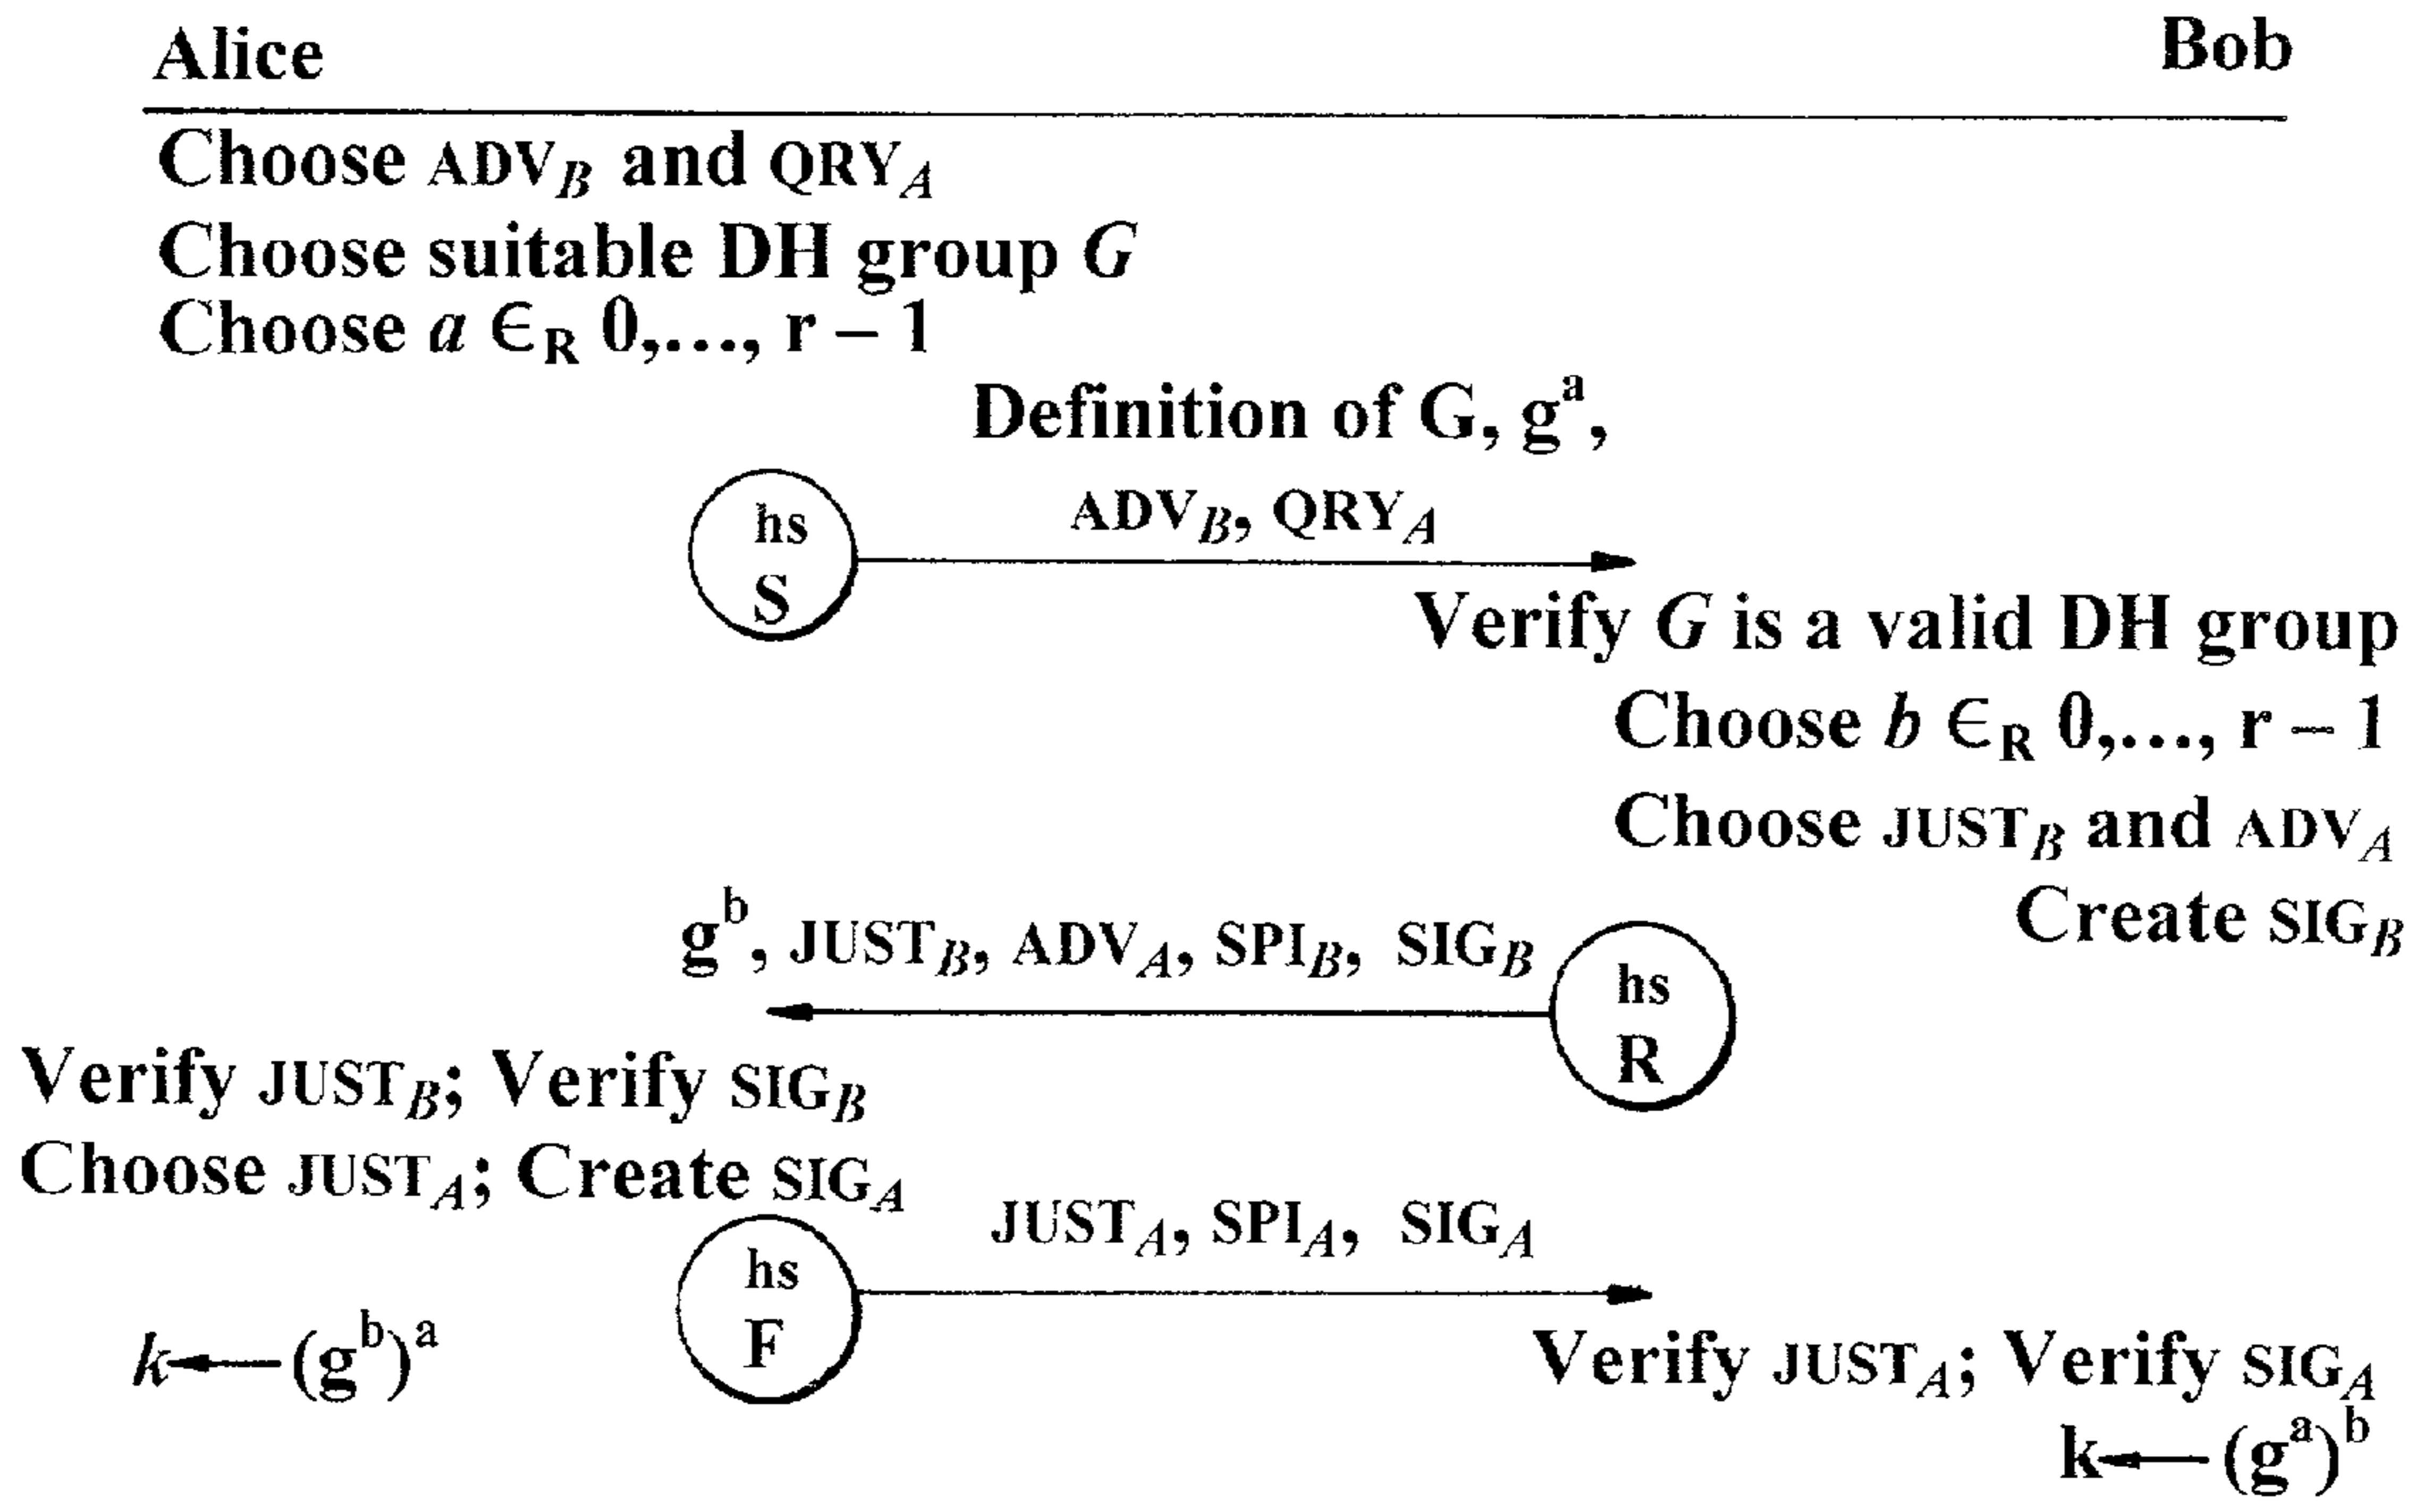 Alice Bob
Choose ADV_B and QRY_A
Choose suitable DH group G
Choose a ∈_R 0,…, r – 1
Definition of G, g^a,
ADV_B, QRY_A
hs
S
Verify G is a valid DH group
Choose b ∈_R 0,…, r – 1
Choose JUST_B and ADV_A
Create SIG_B
g^b, JUST_B, ADV_A, SPI_B, SIG_B
hs
R
Verify JUST_B; Verify SIG_B
Choose JUST_A; Create SIG_A
JUST_A, SPI_A, SIG_A
hs
F
k ← (g^b)^a
Verify JUST_A; Verify SIG_A
k ← (g^a)^b